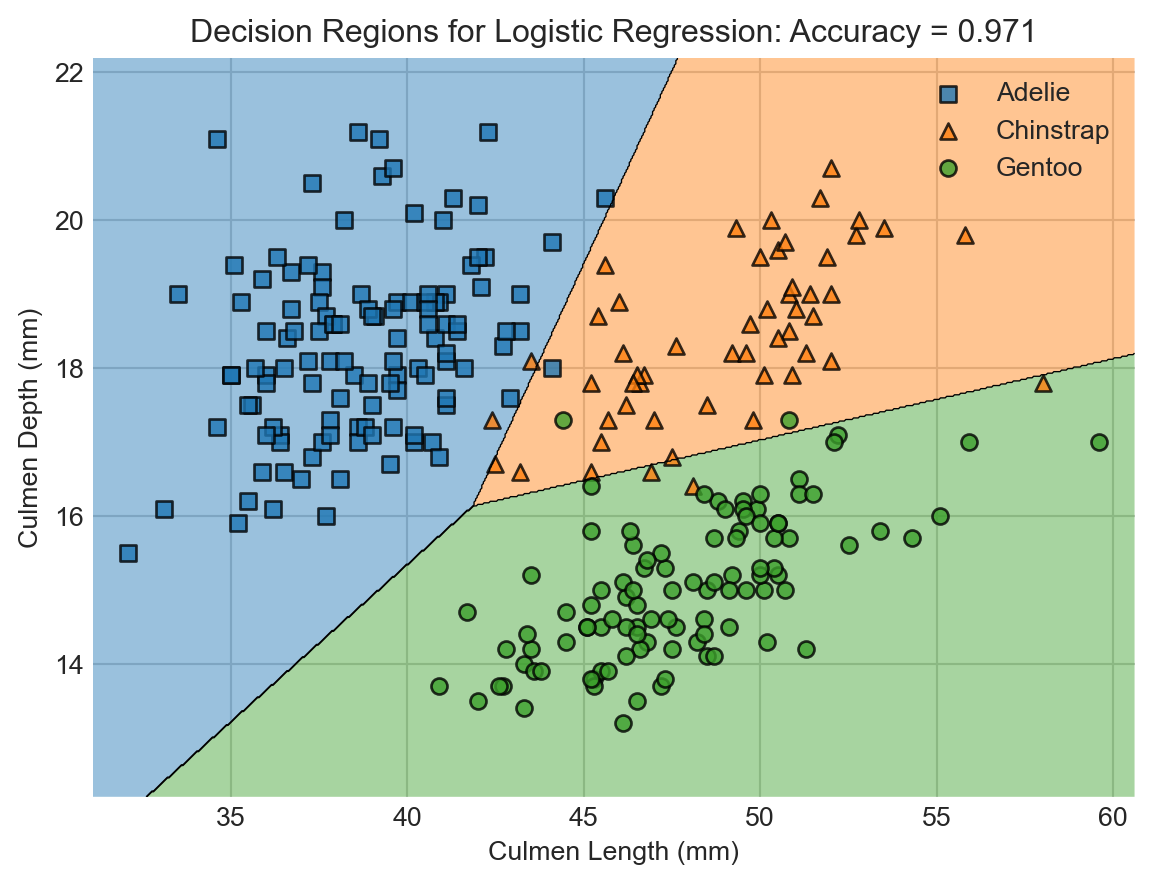 Decision Regions for Logistic Regression: Accuracy = 0.971
Adelie
Chinstrap
Gentoo
22
20
18
16
14
Culmen Depth (mm)
35
40
45
50
55
60
Culmen Length (mm)